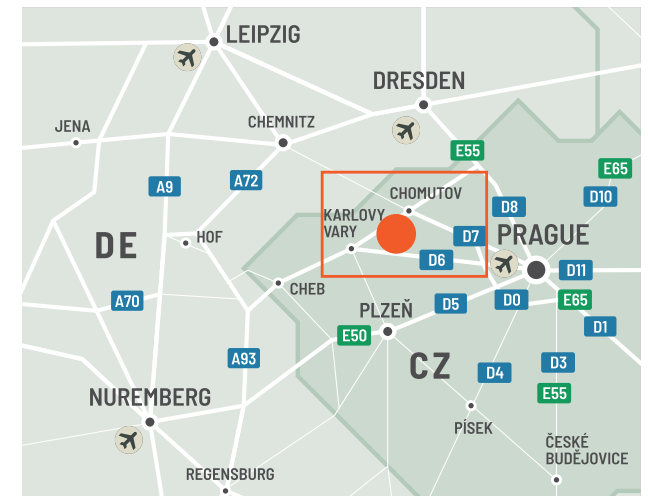 LEIPZIG
DRESDEN
JENA
CHEMNITZ
E55
E65
A9
A72
D10
CHOMUTOV
D8
KARLOVY
VARY
D7
PRAGUE
DE
HOF
D6
D11
CHEB
A70
PLZEŇ
D5
D0
E65
E50
D1
A93
CZ
D4
D3
E55
NUREMBERG
PÍSEK
ČESKÉ
BUDĚJOVICE
REGENSBURG